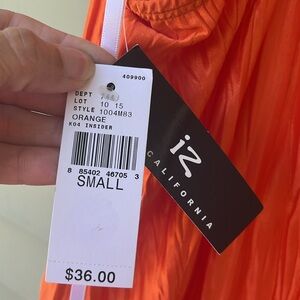 409900
DEPT
LOT 10 15
STYLE 1004M83
ORANGE
K04 INSIDER
8 85402 46705 3
SMALL
$36.00
iz
CALIFORNIA